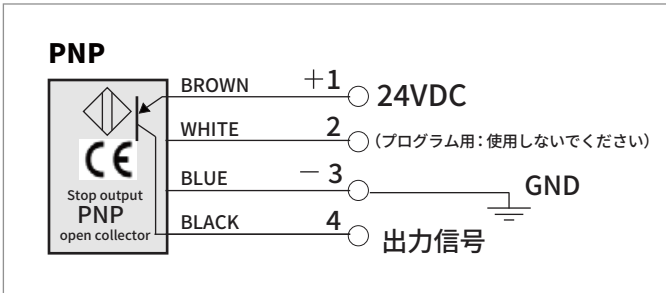 PNP
BROWN +1 24VDC
WHITE 2 （プログラム用：使用しないでください）
CE
Stop output
PNP
open collector
BLUE － 3 GND
BLACK 4 出力信号